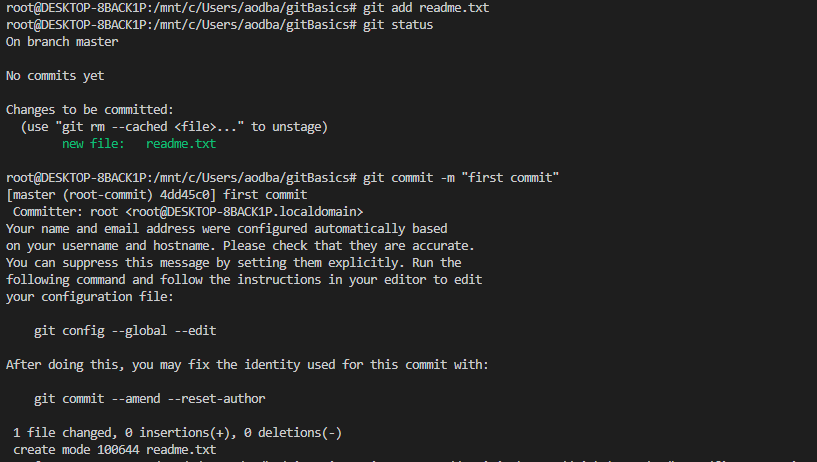 root@DESKTOP-8BACK1P:/mnt/c/Users/aodba/gitBasics# git add readme.txt
root@DESKTOP-8BACK1P:/mnt/c/Users/aodba/gitBasics# git status
On branch master
No commits yet
Changes to be committed:
(use "git rm --cached <file>..." to unstage)
new file: readme.txt
root@DESKTOP-8BACK1P:/mnt/c/Users/aodba/gitBasics# git commit -m "first commit"
[master (root-commit) 4dd45c0] first commit
Committer: root <root@DESKTOP-8BACK1P.localdomain>
Your name and email address were configured automatically based
on your username and hostname. Please check that they are accurate.
You can suppress this message by setting them explicitly. Run the
following command and follow the instructions in your editor to edit
your configuration file:
git config --global --edit
After doing this, you may fix the identity used for this commit with:
git commit --amend --reset-author
1 file changed, 0 insertions(+), 0 deletions(-)
create mode 100644 readme.txt